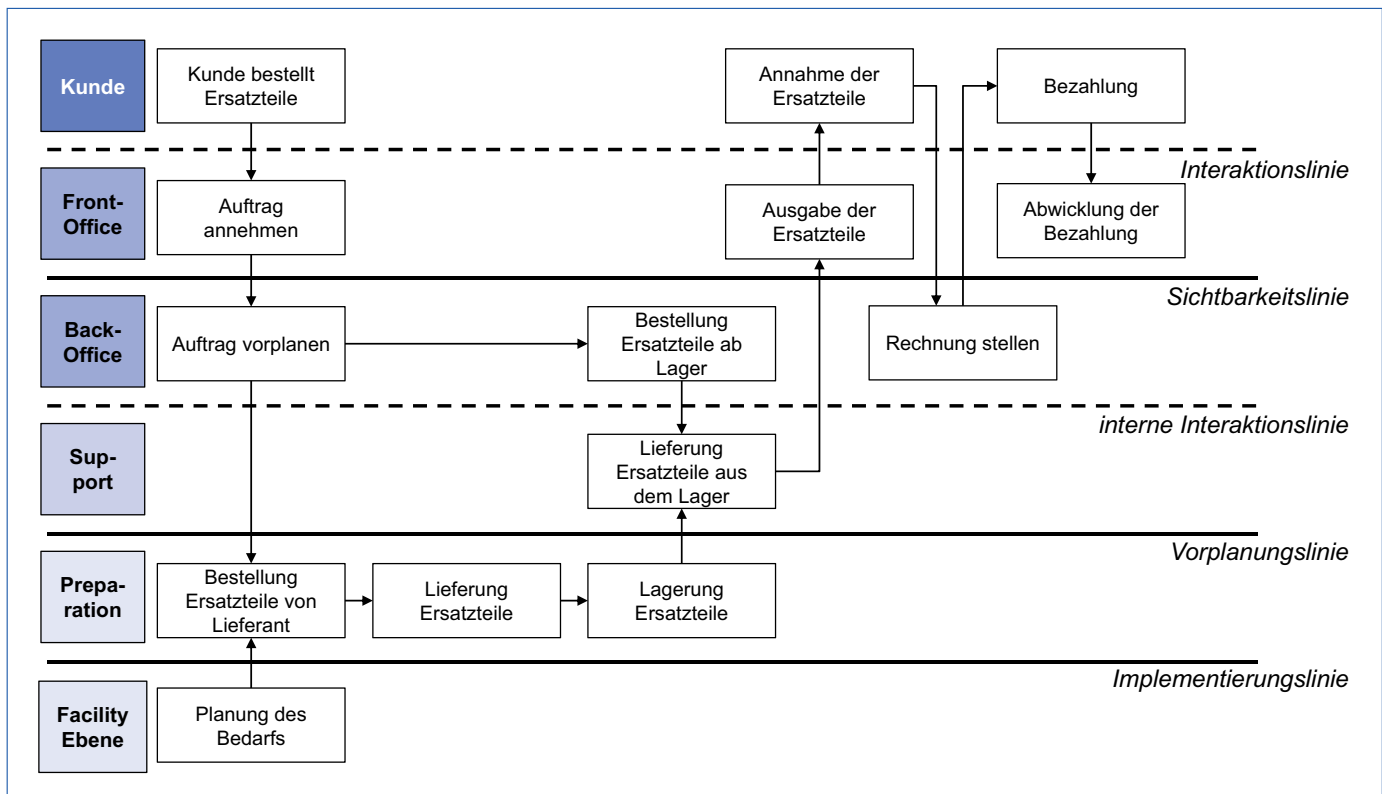 Kunde
Kunde bestellt
Ersatzteile
Annahme der
Ersatzteile
Bezahlung
Interaktionslinie
Front-
Office
Auftrag
annehmen
Ausgabe der
Ersatzteile
Abwicklung der
Bezahlung
Sichtbarkeitslinie
Back-
Office
Auftrag vorplanen
Bestellung
Ersatzteile ab
Lager
Rechnung stellen
interne Interaktionslinie
Sup-
port
Lieferung
Ersatzteile aus
dem Lager
Vorplanungslinie
Prepa-
ration
Bestellung
Ersatzteile von
Lieferant
Lieferung
Ersatzteile
Lagerung
Ersatzteile
Implementierungslinie
Facility
Ebene
Planung des
Bedarfs